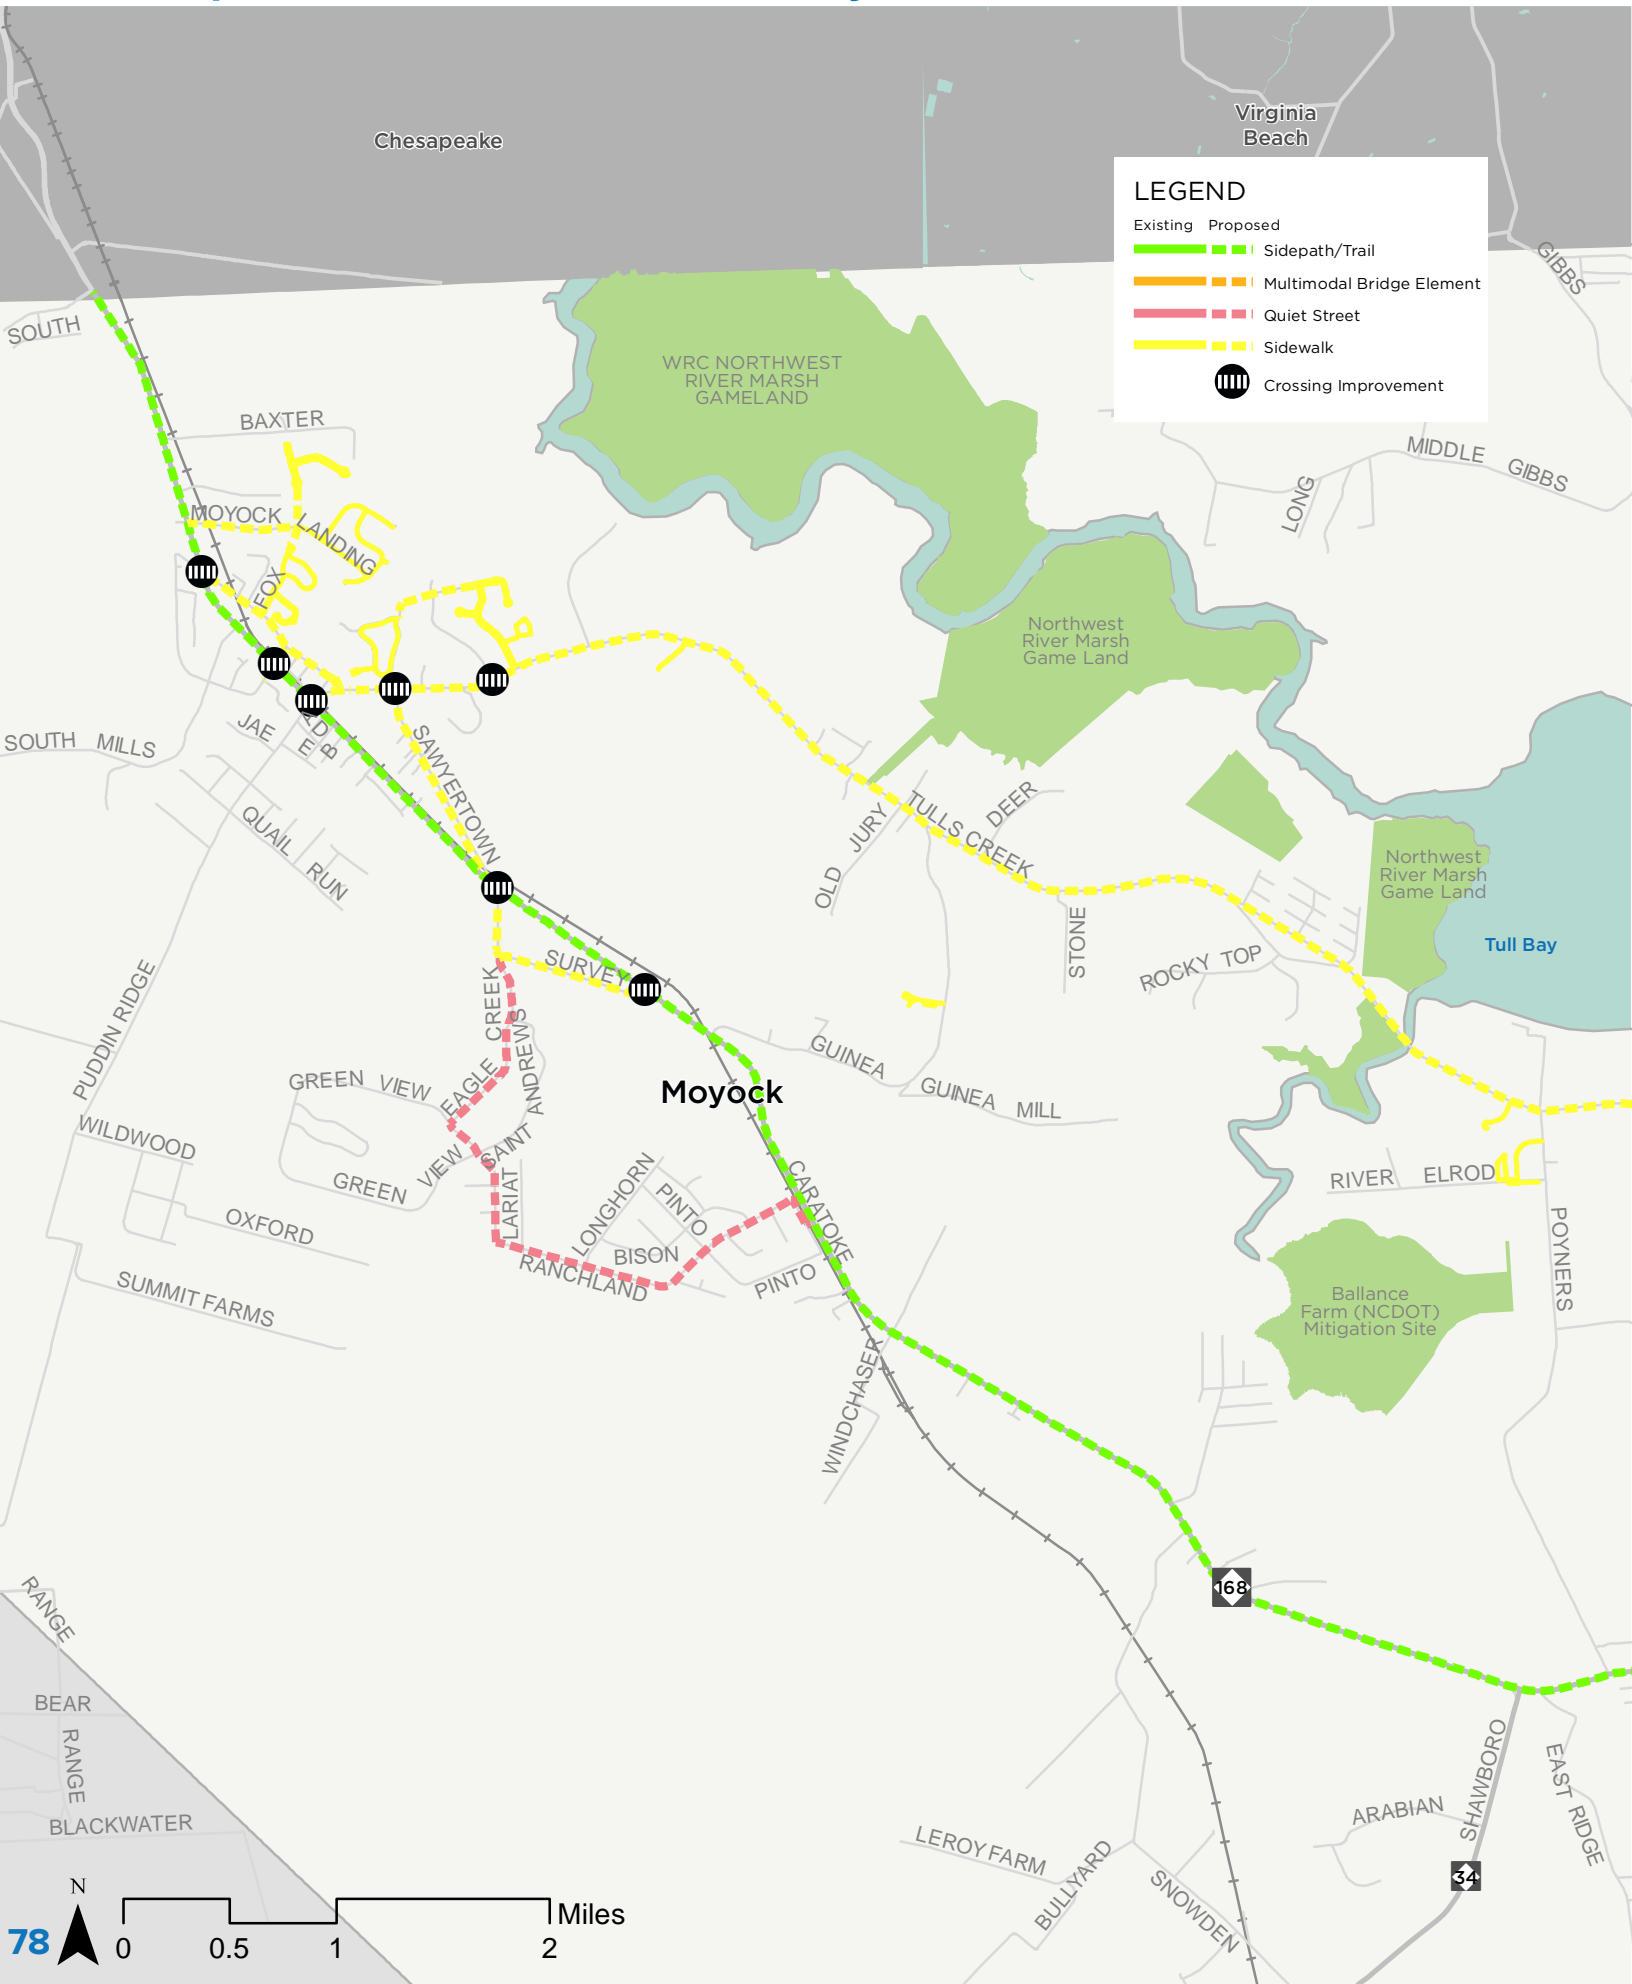 Chesapeake
Virginia
Beach
LEGEND
Existing Proposed
Sidepath/Trail
Multimodal Bridge Element
Quiet Street
Sidewalk
Crossing Improvement
GIBBS
SOUTH
WRC NORTHWEST
RIVER MARSH
GAMELAND
BAXTER
MIDDLE GIBBS
LONG
MOYOCK LANDING
FOX
Northwest
River Marsh
Game Land
SOUTH MILLS
JAE
SAWYERTOWN
QUAIL RUN
OLD JURY
TULLS CREEK
DEER
Northwest
River Marsh
Game Land
Tull Bay
STONE
ROCKY TOP
SURVEY
PUDDIN RIDGE
EAGLE CREEK
SAINT ANDREWS
GUINEA
GUINEA MILL
Moyock
GREEN VIEW
WILDWOOD
GREEN VIEW
LARIAT
LONGHORN
PINTO
CARATOKE
RIVER ELROD
OXFORD
BISON
RANCHLAND
PINTO
SUMMIT FARMS
POYNERS
Ballance
Farm (NCDOT)
Mitigation Site
WINDCHASER
168
RANGE
BEAR
RANGE
BLACKWATER
SHAWBORO
EAST RIDGE
ARABIAN
34
LEROY FARM
BULLYARD
SNOWDEN
N
Miles
0 0.5 1 2
78